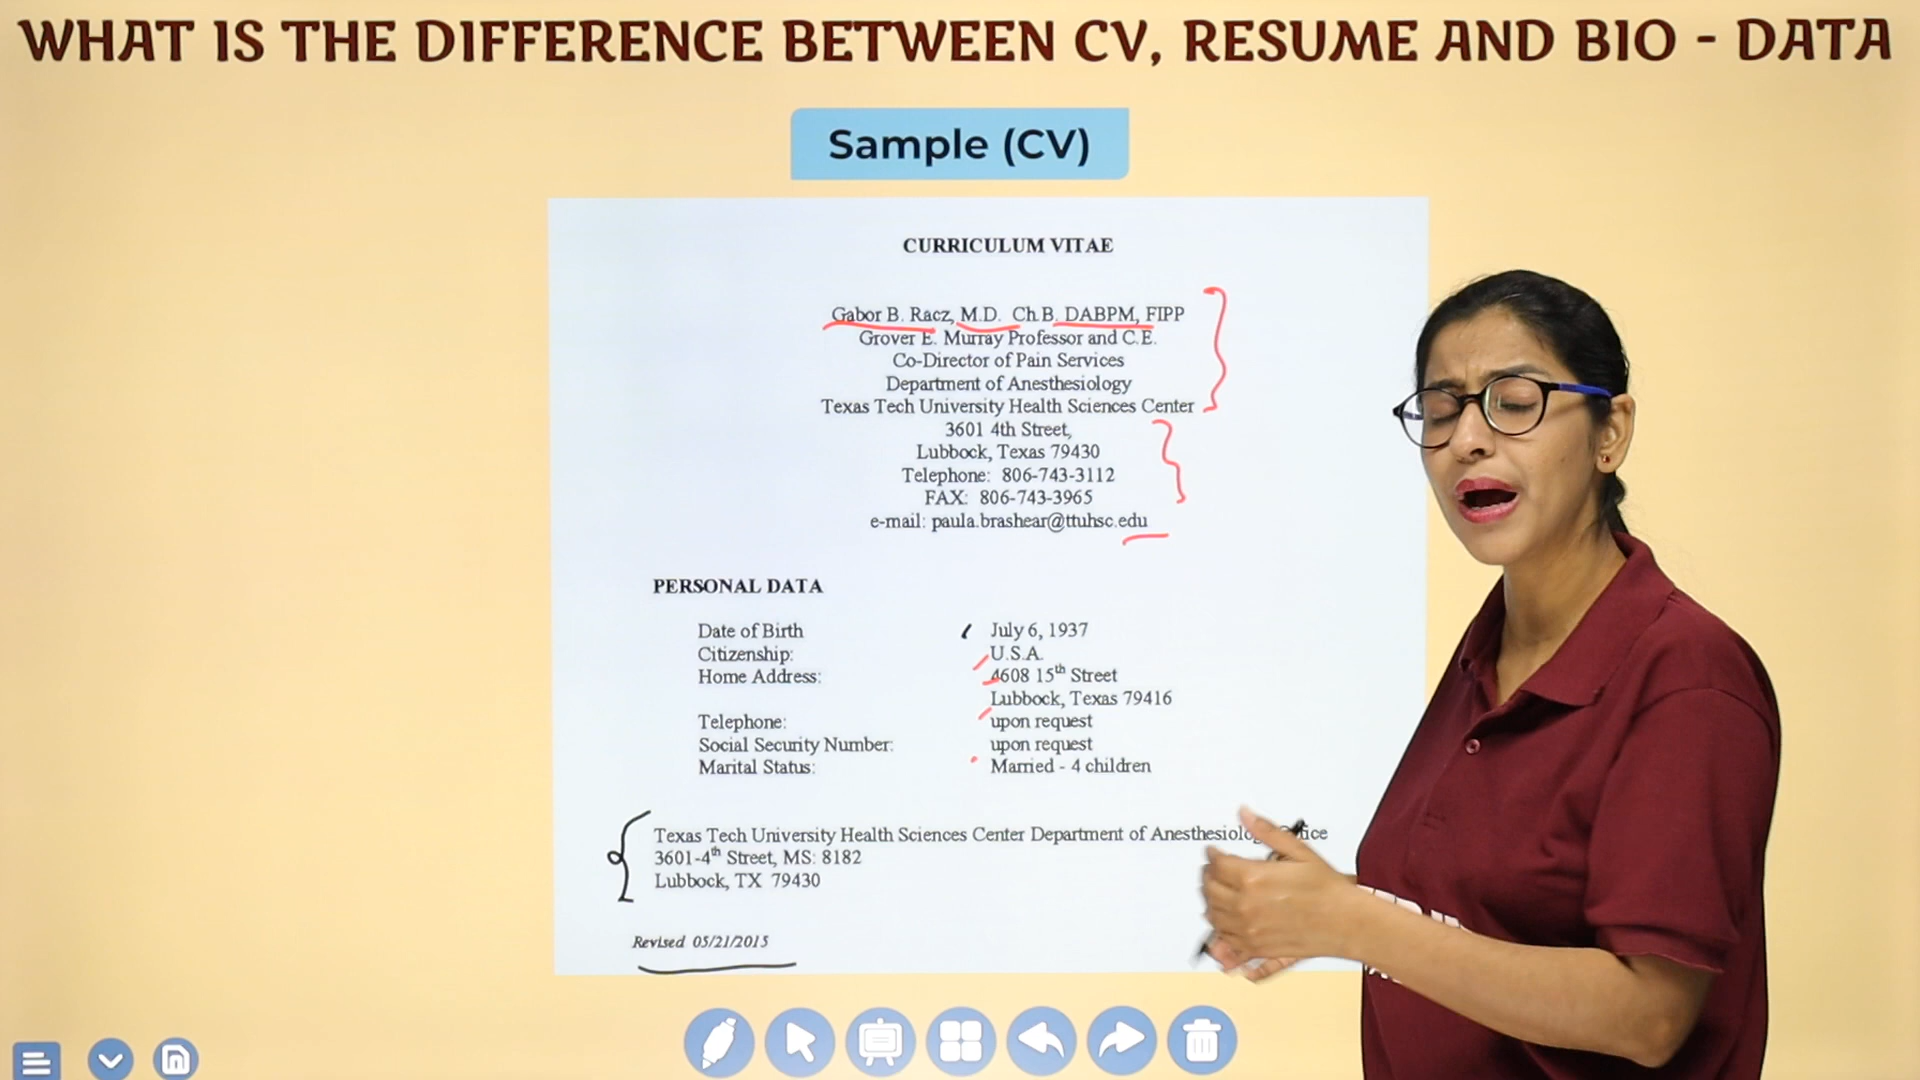 WHAT IS THE DIFFERENCE BETWEEN CV, RESUME AND BIO - DATA
Sample (CV)
CURRICULUM VITAE
Gabor B. Racz, M.D. Ch.B. DABPM, FIPP
Grover E. Murray Professor and C.E.
Co-Director of Pain Services
Department of Anesthesiology
Texas Tech University Health Sciences Center
3601 4th Street,
Lubbock, Texas 79430
Telephone: 806-743-3112
FAX: 806-743-3965
e-mail: paula.brashear@ttuhsc.edu
PERSONAL DATA
Date of Birth July 6, 1937
Citizenship: U.S.A.
Home Address: 4608 15th Street
Lubbock, Texas 79416
Telephone: upon request
Social Security Number: upon request
Marital Status: Married - 4 children
Texas Tech University Health Sciences Center Department of
3601-4th Street, MS: 8182
Lubbock, TX 79430
Revised 05/21/2015